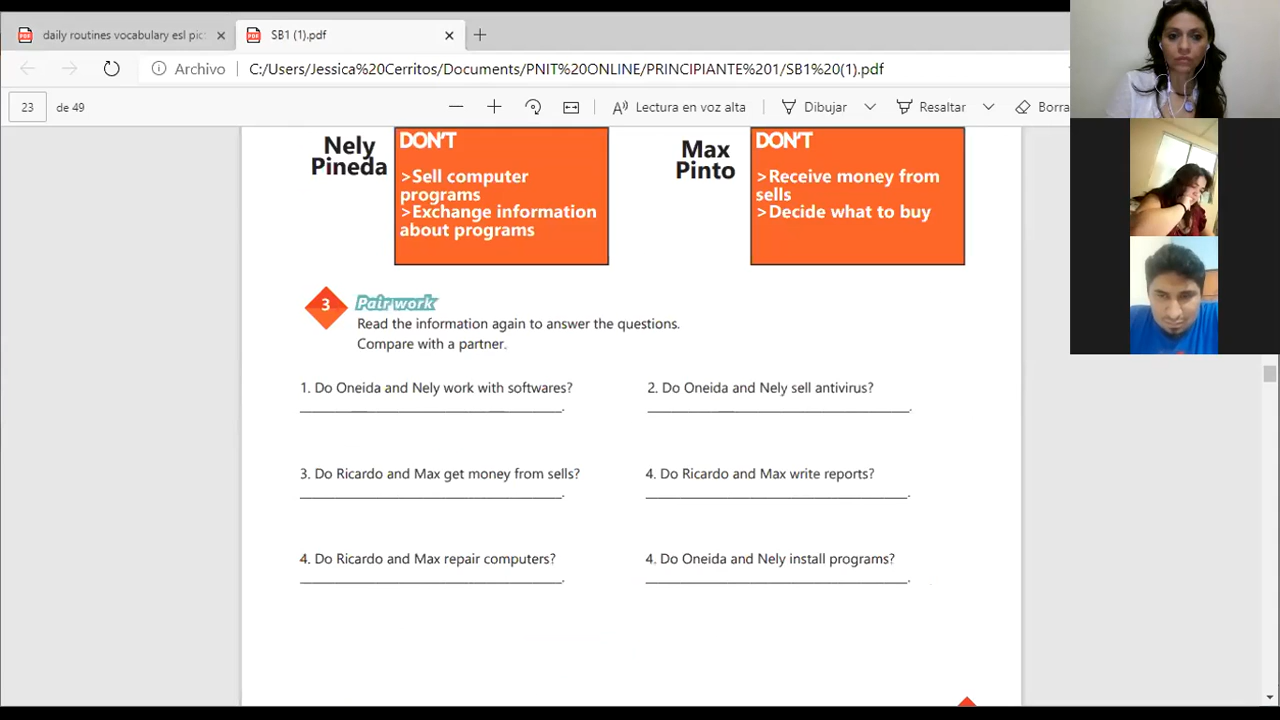 daily routines vocabulary esl pic
SB1 (1).pdf
Archivo
C:/Users/Jessica%20Cerritos/Documents/PNIT%20ONLINE/PRINCIPIANTE%201/SB1%20(1).pdf
23 de 49
Lectura en voz alta
Dibujar
Resaltar
Borra
Nely
Pineda
DON'T
>Sell computer
programs
>Exchange information
about programs
Max
Pinto
DON'T
>Receive money from
sells
>Decide what to buy
3
Pair work
Read the information again to answer the questions.
Compare with a partner.
1. Do Oneida and Nely work with softwares?
2. Do Oneida and Nely sell antivirus?
3. Do Ricardo and Max get money from sells?
4. Do Ricardo and Max write reports?
4. Do Ricardo and Max repair computers?
4. Do Oneida and Nely install programs?